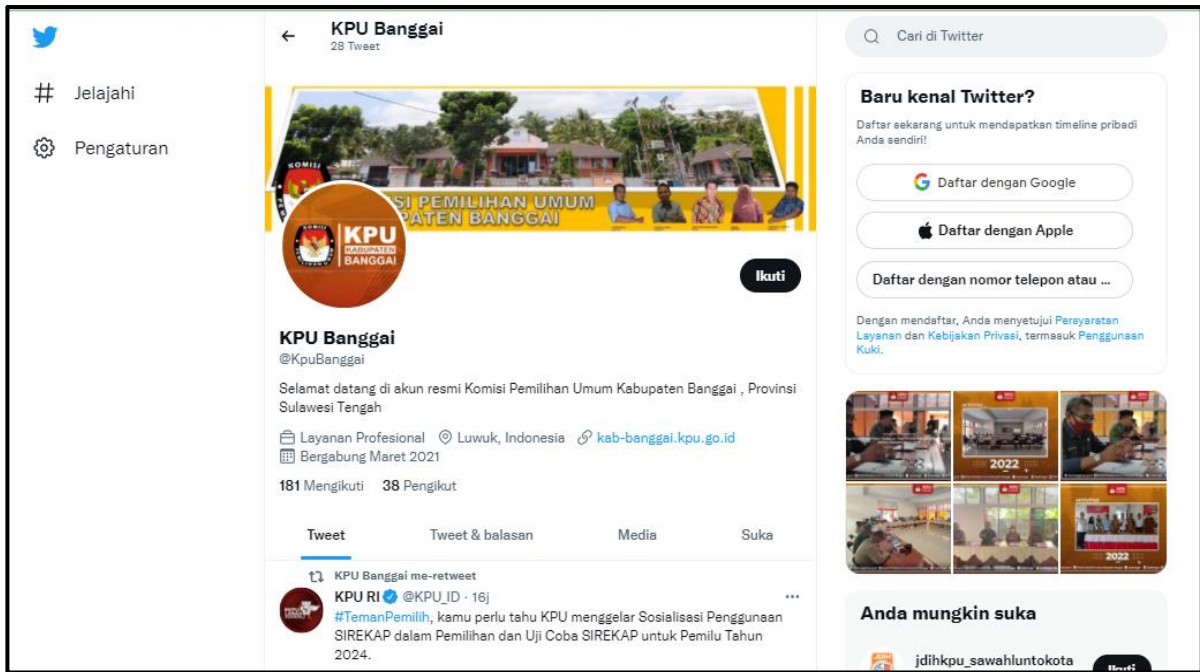 KPU Banggai
28 Tweet
Jelajahi
Pengaturan
KOMISI
SI PEMILIHAN UMUM
PATEN BANGGAI
KPU
KABUPATEN
BANGGAI
Ikuti
KPU Banggai
@KpuBanggai
Selamat datang di akun resmi Komisi Pemilihan Umum Kabupaten Banggai , Provinsi
Sulawesi Tengah
Layanan Profesional Luwuk, Indonesia kab-banggai.kpu.go.id
Bergabung Maret 2021
181 Mengikuti 38 Pengikut
Tweet Tweet & balasan Media Suka
KPU Banggai me-retweet
KPU RI @KPU_ID · 16j
#TemanPemilih, kamu perlu tahu KPU menggelar Sosialisasi Penggunaan
SIREKAP dalam Pemilihan dan Uji Coba SIREKAP untuk Pemilu Tahun
2024.
Cari di Twitter
Baru kenal Twitter?
Daftar sekarang untuk mendapatkan timeline pribadi
Anda sendiri!
Daftar dengan Google
Daftar dengan Apple
Daftar dengan nomor telepon atau ...
Dengan mendaftar, Anda menyetujui Persyaratan
Layanan dan Kebijakan Privasi, termasuk Penggunaan
Kuki.
2022
2022
Anda mungkin suka
jdihkpu_sawahluntokota
Ikuti